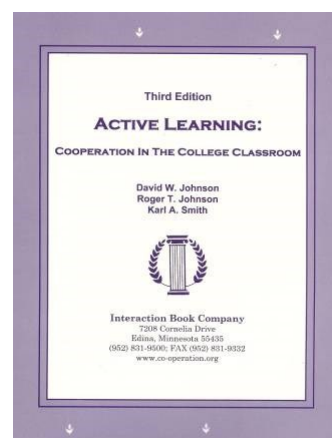 Third Edition
ACTIVE LEARNING:
COOPERATION IN THE COLLEGE CLASSROOM
David W. Johnson
Roger T. Johnson
Karl A. Smith
Interaction Book Company
7208 Cornelia Drive
Edina, Minnesota 55435
(952) 831-9500; FAX (952) 831-9332
www.co-operation.org